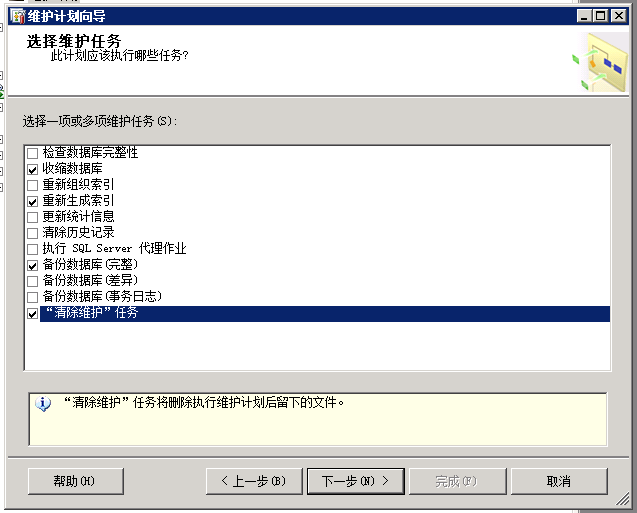 维护计划向导
选择维护任务
此计划应该执行哪些任务?
选择一项或多项维护任务(S):
检查数据库完整性
收缩数据库
重新组织索引
重新生成索引
更新统计信息
清除历史记录
执行 SQL Server 代理作业
备份数据库(完整)
备份数据库(差异)
备份数据库(事务日志)
“清除维护”任务
“清除维护”任务将删除执行维护计划后留下的文件。
帮助(H) < 上一步(B) 下一步(N) > 完成(F) 取消